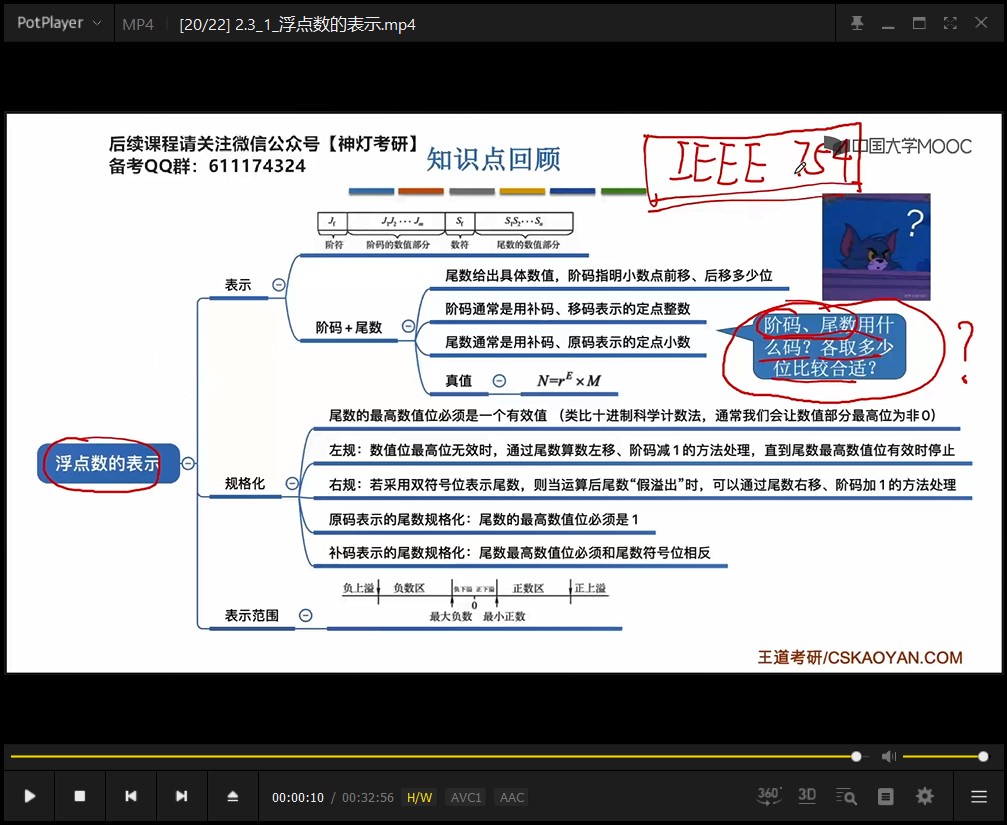 PotPlayer
MP4
[20/22] 2.3_1_浮点数的表示.mp4
后续课程请关注微信公众号【神灯考研】
备考QQ群：611174324
知识点回顾
IEEE 754
中国大学MOOC
?
J_f J_1J_2⋯J_m S_f S_1S_2⋯S_n
阶符 阶码的数值部分 数符 尾数的数值部分
表示
尾数给出具体数值，阶码指明小数点前移、后移多少位
阶码+尾数
阶码通常是用补码、移码表示的定点整数
尾数通常是用补码、原码表示的定点小数
真值
N=r^E×M
阶码、尾数用什
么码？各取多少
位比较合适？
?
尾数的最高数值位必须是一个有效值 （类比十进制科学计数法，通常我们会让数值部分最高位为非0）
左规：数值位最高位无效时，通过尾数算数左移、阶码减1的方法处理，直到尾数最高数值位有效时停止
浮点数的表示
规格化
右规：若采用双符号位表示尾数，则当运算后尾数“假溢出”时，可以通过尾数右移、阶码加1的方法处理
原码表示的尾数规格化：尾数的最高数值位必须是1
补码表示的尾数规格化：尾数最高数值位必须和尾数符号位相反
负上溢 负数区 负下溢 正下溢 正数区 正上溢
0
表示范围
最大负数 最小正数
王道考研/CSKAOYAN.COM
00:00:10 / 00:32:56 H/W AVC1 AAC
360°
3D